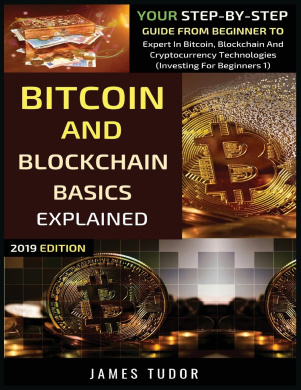 YOUR STEP-BY-STEP
GUIDE FROM BEGINNER TO
Expert In Bitcoin, Blockchain And
Cryptocurrency Technologies
(Investing For Beginners 1)
BITCOIN
AND
BLOCKCHAIN
BASICS
EXPLAINED
2019 EDITION
JAMES TUDOR